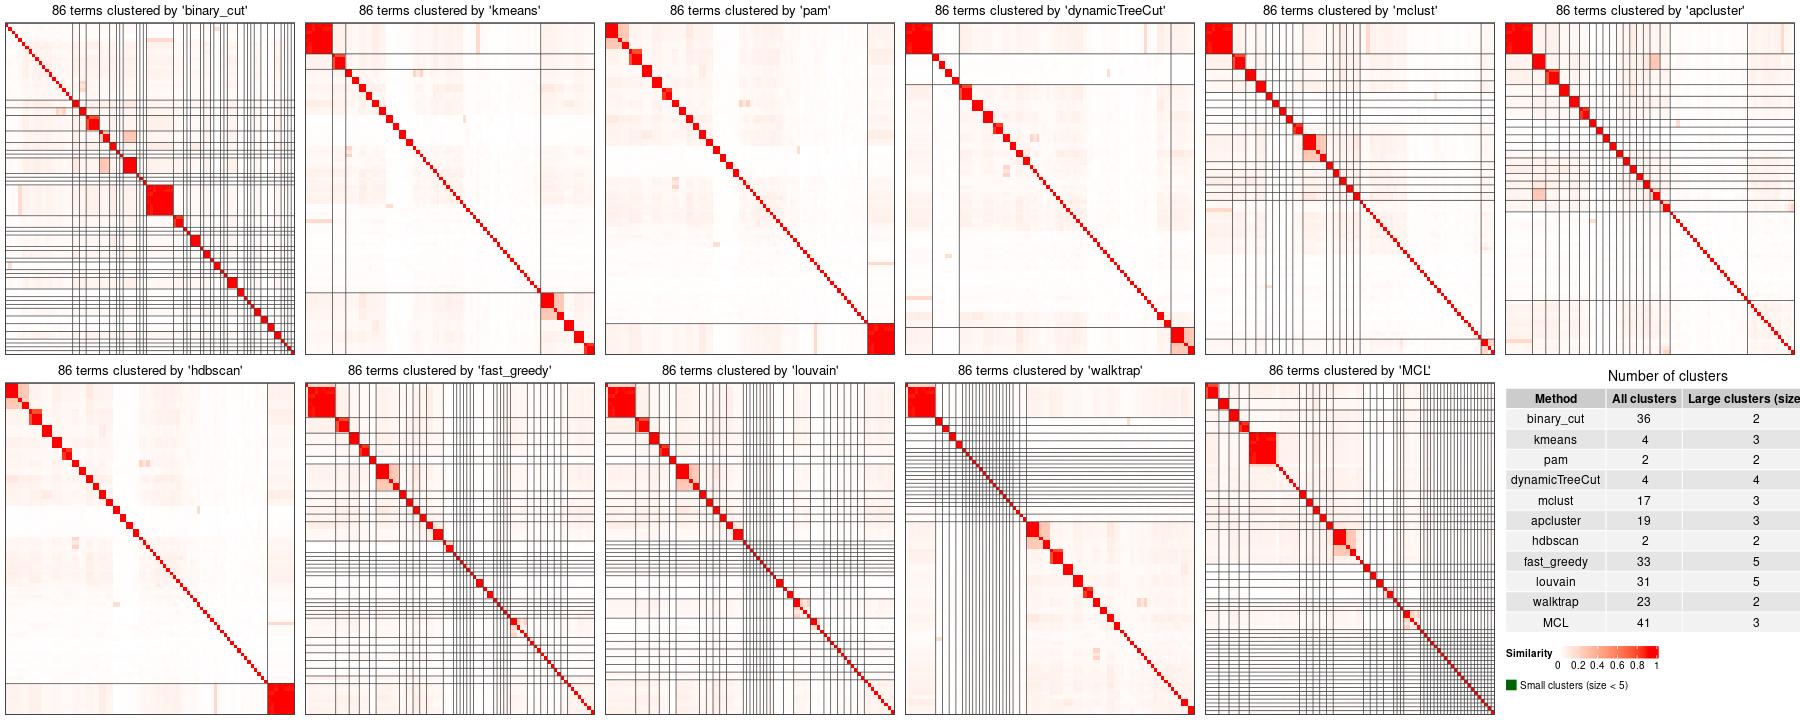 86 terms clustered by 'binary_cut'
86 terms clustered by 'kmeans'
86 terms clustered by 'pam'
86 terms clustered by 'dynamicTreeCut'
86 terms clustered by 'mclust'
86 terms clustered by 'apcluster'
86 terms clustered by 'hdbscan'
86 terms clustered by 'fast_greedy'
86 terms clustered by 'louvain'
86 terms clustered by 'walktrap'
86 terms clustered by 'MCL'
Number of clusters
Method All clusters Large clusters (size
binary_cut 36 2
kmeans 4 3
pam 2 2
dynamicTreeCut 4 4
mclust 17 3
apcluster 19 3
hdbscan 2 2
fast_greedy 33 5
louvain 31 5
walktrap 23 2
MCL 41 3
Similarity
0 0.2 0.4 0.6 0.8 1
Small clusters (size < 5)